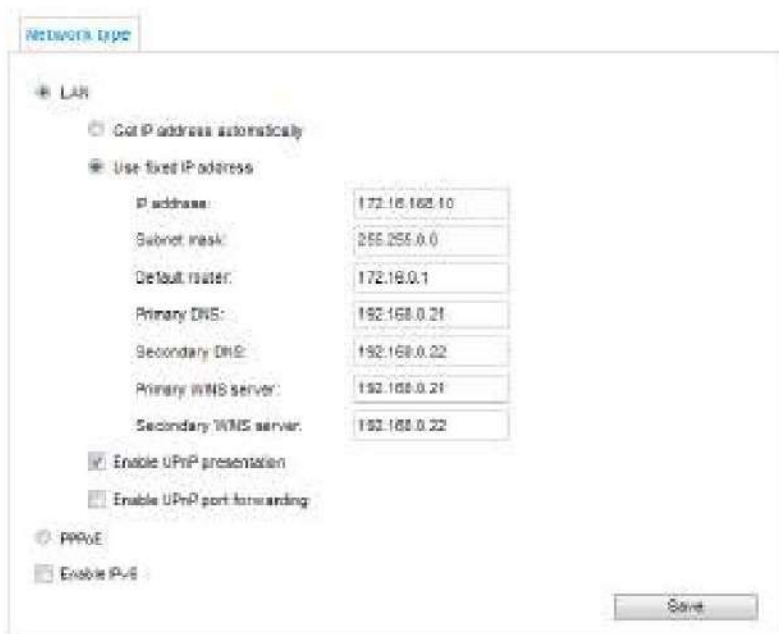 Network type
LAN
Get IP address automatically
Use fixed IP address
IP address: 172.16.168.10
Subnet mask: 255.255.0.0
Default router: 172.16.0.1
Primary DNS: 192.168.0.21
Secondary DNS: 192.168.0.22
Primary WINS server: 192.168.0.21
Secondary WINS server: 192.168.0.22
Enable UPnP presentation
Enable UPnP port forwarding
PPPoE
Enable IPv6
Save